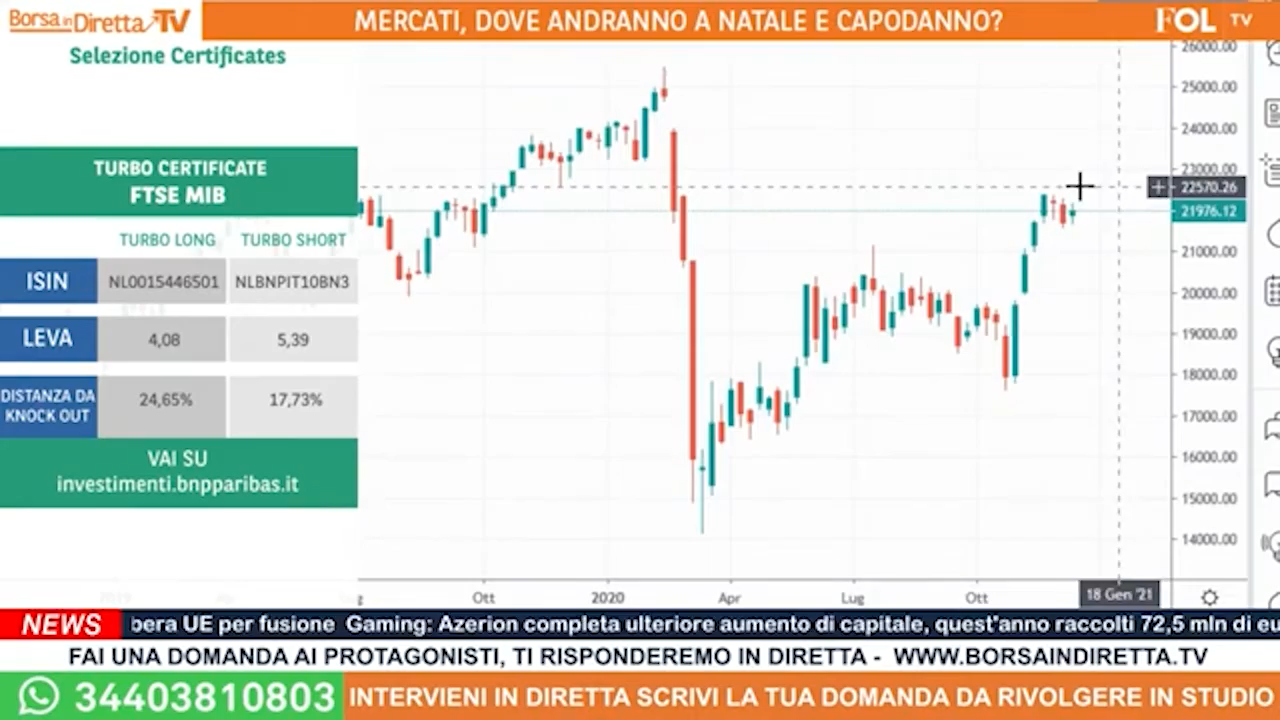 Borsa in Diretta TV
MERCATI, DOVE ANDRANNO A NATALE E CAPODANNO?
FOL TV
Selezione Certificates
TURBO CERTIFICATE
FTSE MIB
TURBO LONG TURBO SHORT
ISIN NL0015446501 NLBNPIT10BN3
LEVA 4,08 5,39
DISTANZA DA
KNOCK OUT 24,65% 17,73%
VAI SU
investimenti.bnpparibas.it
26000.00
25000.00
24000.00
23000.00
22570.26
21976.12
21000.00
20000.00
19000.00
18000.00
17000.00
16000.00
15000.00
14000.00
Ott 2020 Apr Lug Ott 18 Gen '21
NEWS bera UE per fusione Gaming: Azerion completa ulteriore aumento di capitale, quest'anno raccolti 72,5 mln di eu
FAI UNA DOMANDA AI PROTAGONISTI, TI RISPONDEREMO IN DIRETTA - WWW.BORSAINDIRETTA.TV
34403810803 INTERVIENI IN DIRETTA SCRIVI LA TUA DOMANDA DA RIVOLGERE IN STUDIO